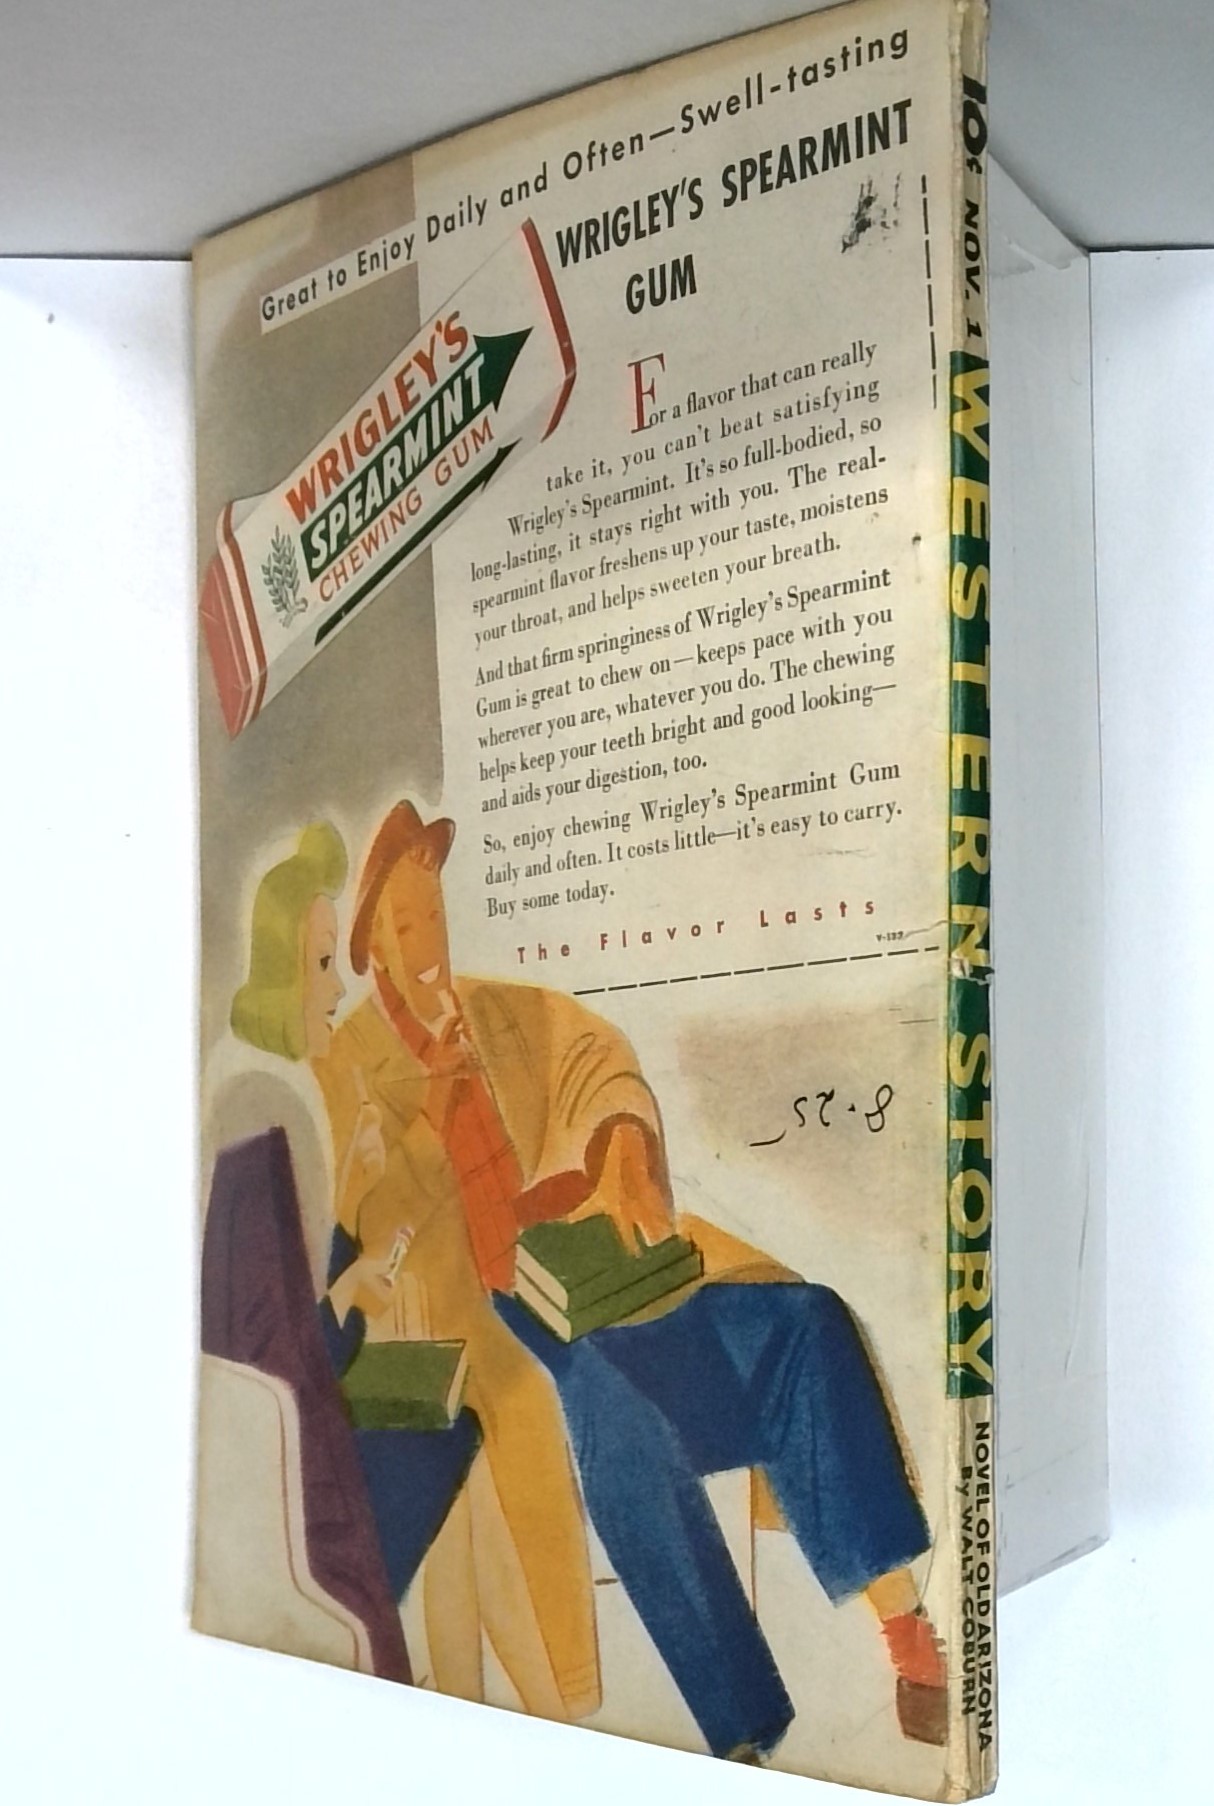 Great to Enjoy Daily and Often—Swell-tasting
WRIGLEY'S SPEARMINT
GUM
WRIGLEY'S
SPEARMINT
CHEWING GUM
For a flavor that can really
take it, you can't beat satisfying
Wrigley's Spearmint. It's so full-bodied, so
long-lasting, it stays right with you. The real-
spearmint flavor freshens up your taste, moistens
your throat, and helps sweeten your breath.
And that firm springiness of Wrigley's Spearmint
Gum is great to chew on—keeps pace with you
wherever you are, whatever you do. The chewing
helps keep your teeth bright and good looking—
and aids your digestion, too.
So, enjoy chewing Wrigley's Spearmint Gum
daily and often. It costs little—it's easy to carry.
Buy some today.
The Flavor Lasts
V-137
8.25
10¢ NOV. 1 WESTERN STORY
NOVEL OF OLD ARIZONA
By WALT COBURN